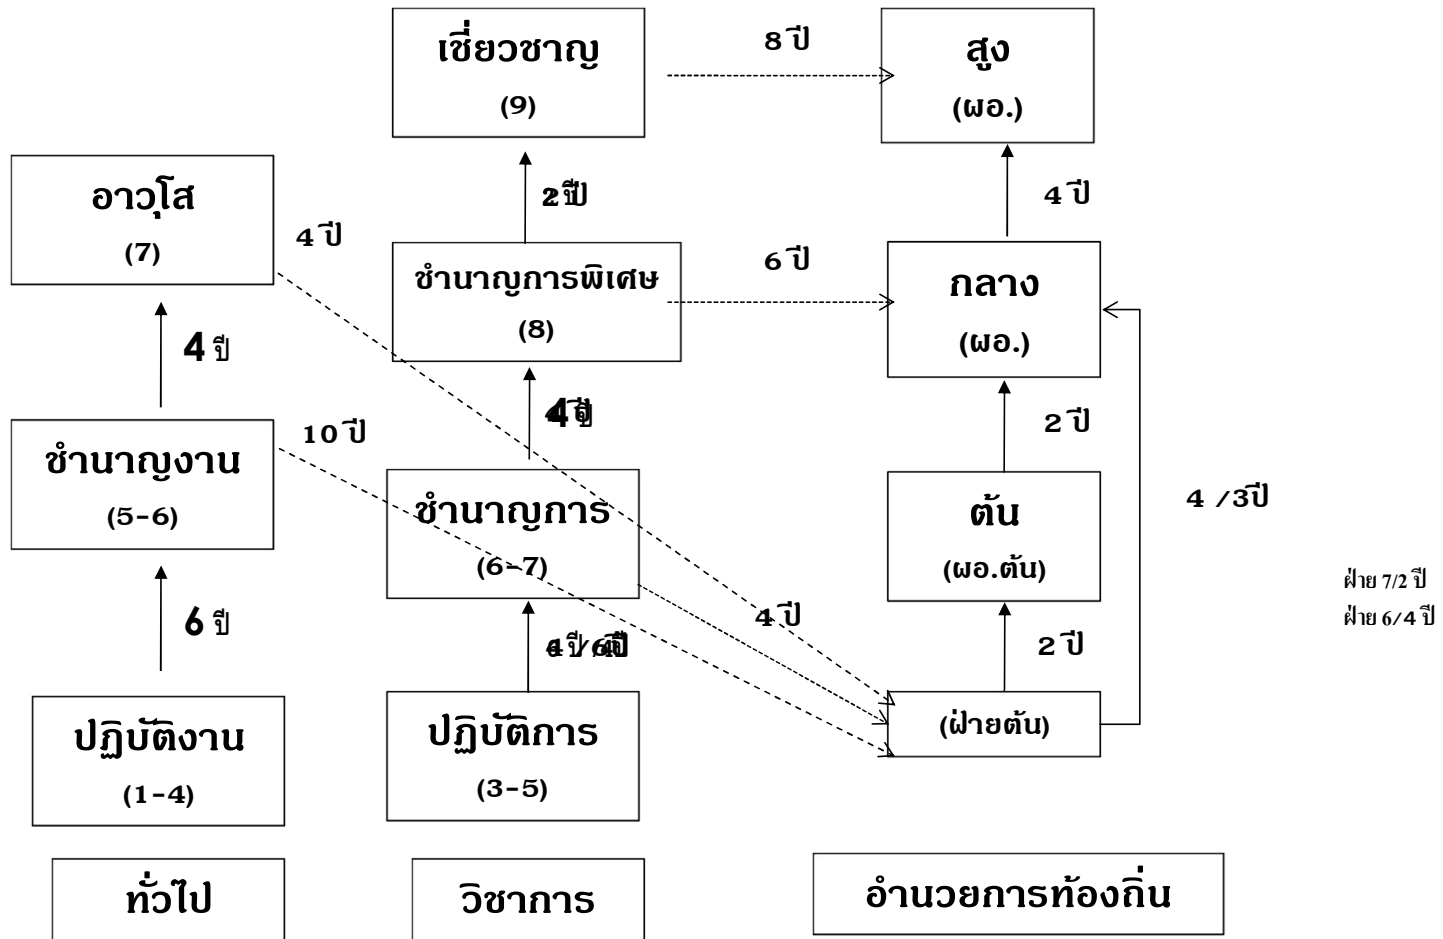 เชี่ยวชาญ
(9)
8 ปี
สูง
(ผอ.)
อาวุโส
(7)
4 ปี
2 ปี
4 ปี
ชำนาญการพิเศษ
(8)
6 ปี
กลาง
(ผอ.)
4 ปี
4 ปี
2 ปี
ชำนาญงาน
(5-6)
10 ปี
ชำนาญการ
(6-7)
ต้น
(ผอ.ต้น)
4 /3ปี
ฝ่าย 7/2 ปี
ฝ่าย 6/4 ปี
6 ปี
4 ปี
2 ปี
ปฏิบัติงาน
(1-4)
ปฏิบัติการ
(3-5)
(ฝ่ายต้น)
ทั่วไป
วิชาการ
อำนวยการท้องถิ่น